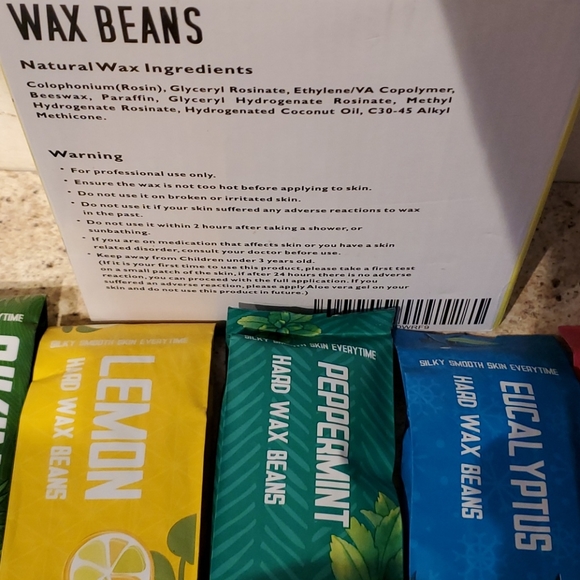 WAX BEANS
Natural Wax Ingredients
Colophonium(Rosin), Glyceryl Rosinate, Ethylene/VA Copolymer,
Beeswax, Paraffin, Glyceryl Hydrogenate Rosinate, Methyl
Hydrogenate Rosinate, Hydrogenated Coconut Oil, C30-45 Alkyl
Methicone.
Warning
• For professional use only.
• Ensure the wax is not too hot before applying to skin.
• Do not use it on broken or irritated skin.
• Do not use it if your skin suffered any adverse reactions to wax
in the past.
• Do not use it within 2 hours after taking a shower, or
sunbathing.
• If you are on medication that affects skin or you have a skin
related disorder, consult your doctor before use.
• Keep away from Children under 3 years old.
(If it is your first time to use this product, please take a first test
on a small patch of the skin, if after 24 hours there is no adverse
reaction, you can proceed with the full application. If you
suffered an adverse reaction, please apply Aloe vera gel on your
skin and do not use this product in future.)
SILKY SMOOTH SKIN EVERYTIME
LEMON
HARD WAX BEANS
SILKY SMOOTH SKIN EVERYTIME
PEPPERMINT
HARD WAX BEANS
SILKY SMOOTH SKIN EVERYTIME
EUCALYPTUS
HARD WAX BEANS